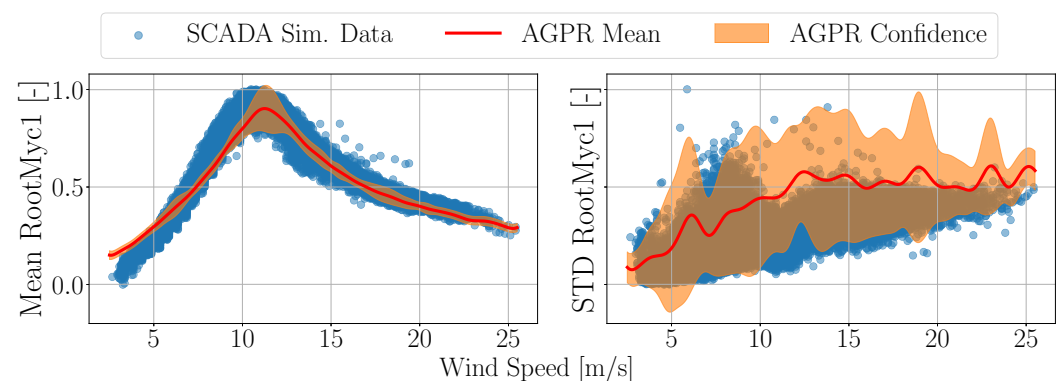 SCADA Sim. Data AGPR Mean AGPR Confidence
Mean RootMyc1 [-]
1.0
0.5
0.0
5 10 15 20 25
STD RootMyc1 [-]
5 10 15 20 25
Wind Speed [m/s]